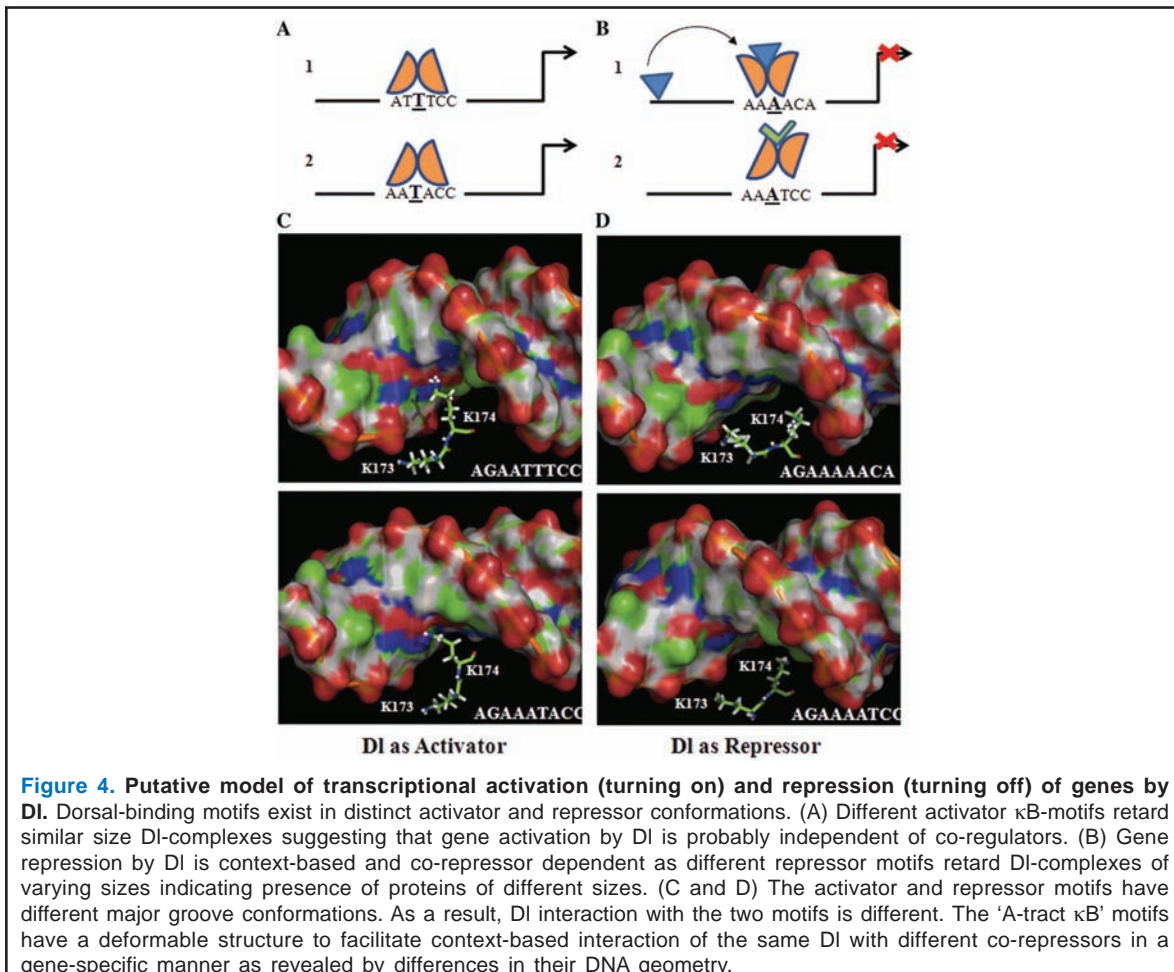 A
B
1
ATTTCC
1
AAAACA
2
AATACC
2
AAATCC
C
D
K174
K173
AGAATTTCC
K174
K173
AGAAAAACA
K174
K173
AGAAATACC
K174
K173
AGAAAATCC
Dl as Activator
Dl as Repressor
Figure 4. Putative model of transcriptional activation (turning on) and repression (turning off) of genes by
Dl. Dorsal-binding motifs exist in distinct activator and repressor conformations. (A) Different activator κB-motifs retard
similar size Dl-complexes suggesting that gene activation by Dl is probably independent of co-regulators. (B) Gene
repression by Dl is context-based and co-repressor dependent as different repressor motifs retard Dl-complexes of
varying sizes indicating presence of proteins of different sizes. (C and D) The activator and repressor motifs have
different major groove conformations. As a result, Dl interaction with the two motifs is different. The ‘A-tract κB’ motifs
have a deformable structure to facilitate context-based interaction of the same Dl with different co-repressors in a
gene-specific manner as revealed by differences in their DNA geometry.